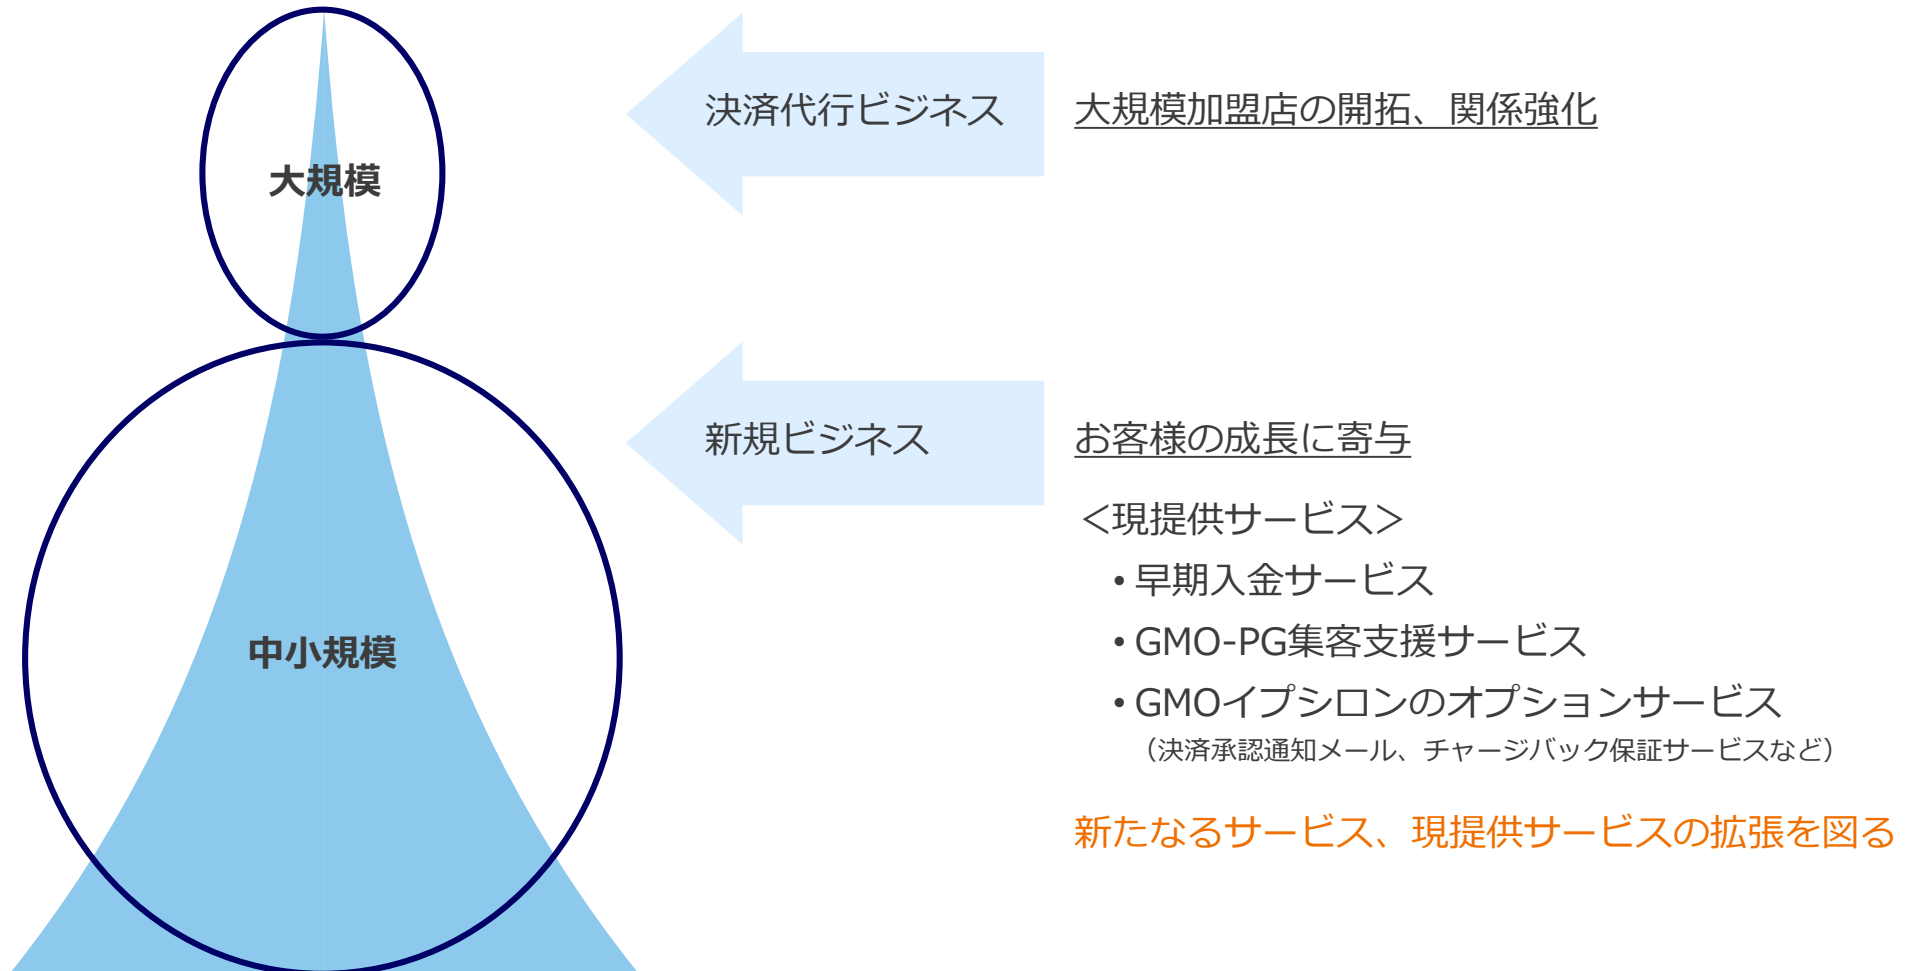 大規模
決済代行ビジネス
大規模加盟店の開拓、関係強化
中小規模
新規ビジネス
お客様の成長に寄与
＜現提供サービス＞
・早期入金サービス
・GMO-PG集客支援サービス
・GMOイプシロンのオプションサービス
（決済承認通知メール、チャージバック保証サービスなど）
新たなるサービス、現提供サービスの拡張を図る